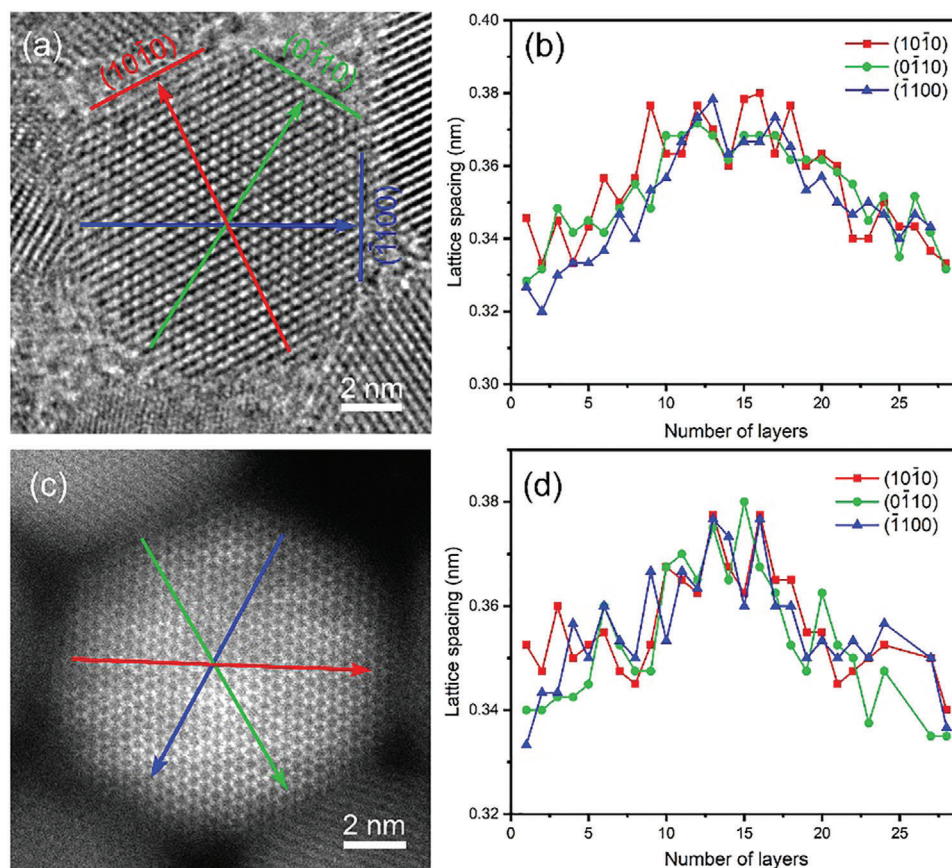 (a)
(101̄0)
(01̄10)
(1̄100)
2 nm
(b)
(101̄0)
(01̄10)
(1̄100)
Lattice spacing (nm)
0.40
0.38
0.36
0.34
0.32
0.30
0 5 10 15 20 25
Number of layers
(c)
2 nm
(d)
(101̄0)
(01̄10)
(1̄100)
Lattice spacing (nm)
0.38
0.36
0.34
0.32
0 5 10 15 20 25
Number of layers